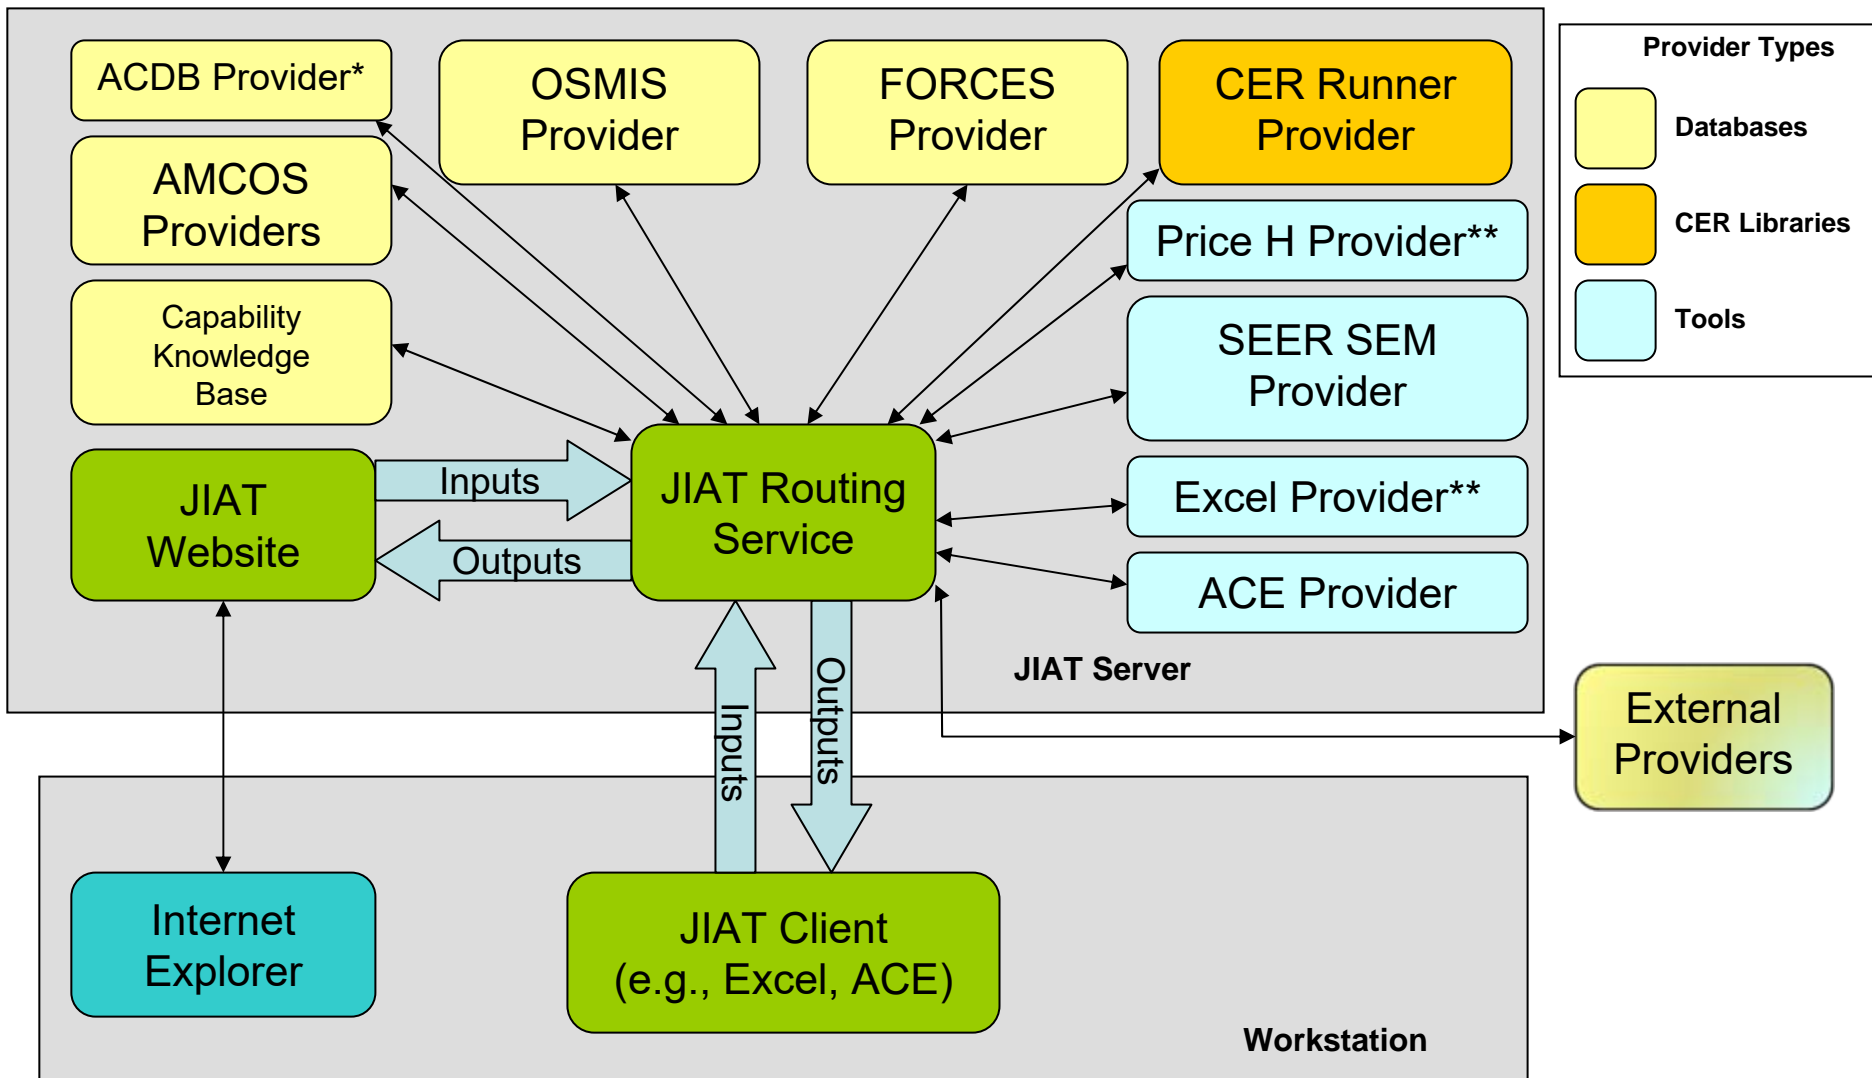 ACDB Provider*
OSMIS
Provider
FORCES
Provider
CER Runner
Provider
Provider Types
Databases
CER Libraries
Tools
AMCOS
Providers
Price H Provider**
Capability
Knowledge
Base
SEER SEM
Provider
JIAT
Website
Inputs
Outputs
JIAT Routing
Service
Excel Provider**
ACE Provider
JIAT Server
Inputs
Outputs
External
Providers
Internet
Explorer
JIAT Client
(e.g., Excel, ACE)
Workstation